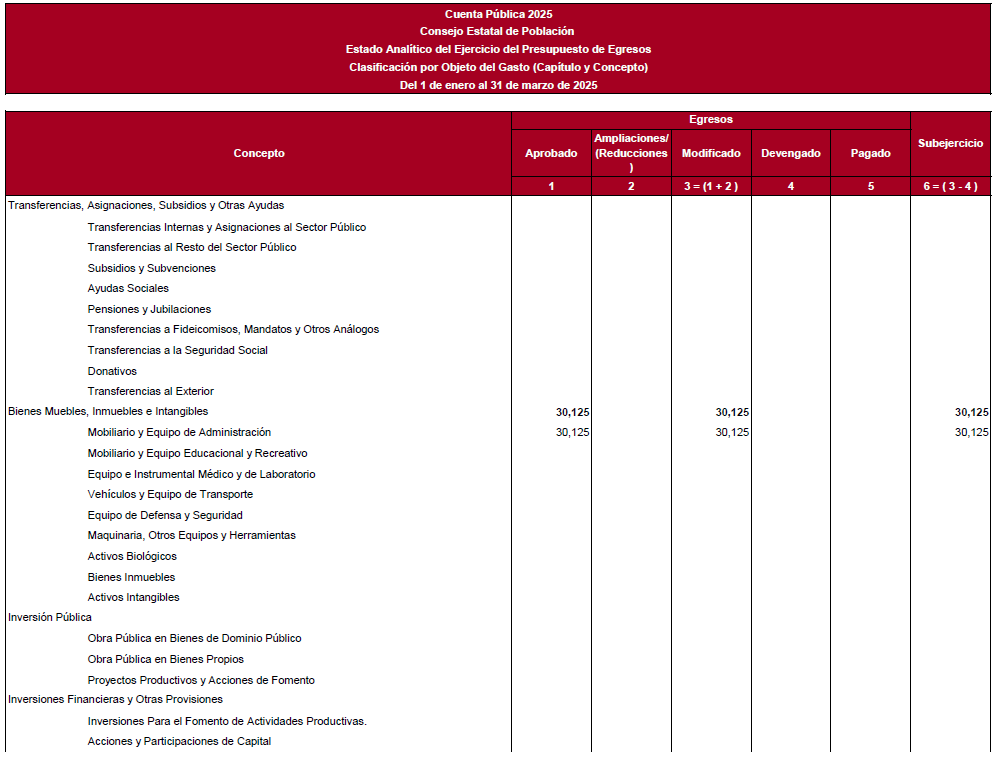 Cuenta Pública 2025
Consejo Estatal de Población
Estado Analítico del Ejercicio del Presupuesto de Egresos
Clasificación por Objeto del Gasto (Capítulo y Concepto)
Del 1 de enero al 31 de marzo de 2025
Egresos
Concepto
Aprobado
Ampliaciones/
(Reducciones
)
Modificado
Devengado
Pagado
Subejercicio
1
2
3 = (1 + 2 )
4
5
6 = ( 3 - 4 )
Transferencias, Asignaciones, Subsidios y Otras Ayudas
Transferencias Internas y Asignaciones al Sector Público
Transferencias al Resto del Sector Público
Subsidios y Subvenciones
Ayudas Sociales
Pensiones y Jubilaciones
Transferencias a Fideicomisos, Mandatos y Otros Análogos
Transferencias a la Seguridad Social
Donativos
Transferencias al Exterior
Bienes Muebles, Inmuebles e Intangibles 30,125 30,125 30,125
Mobiliario y Equipo de Administración 30,125 30,125 30,125
Mobiliario y Equipo Educacional y Recreativo
Equipo e Instrumental Médico y de Laboratorio
Vehículos y Equipo de Transporte
Equipo de Defensa y Seguridad
Maquinaria, Otros Equipos y Herramientas
Activos Biológicos
Bienes Inmuebles
Activos Intangibles
Inversión Pública
Obra Pública en Bienes de Dominio Público
Obra Pública en Bienes Propios
Proyectos Productivos y Acciones de Fomento
Inversiones Financieras y Otras Provisiones
Inversiones Para el Fomento de Actividades Productivas.
Acciones y Participaciones de Capital